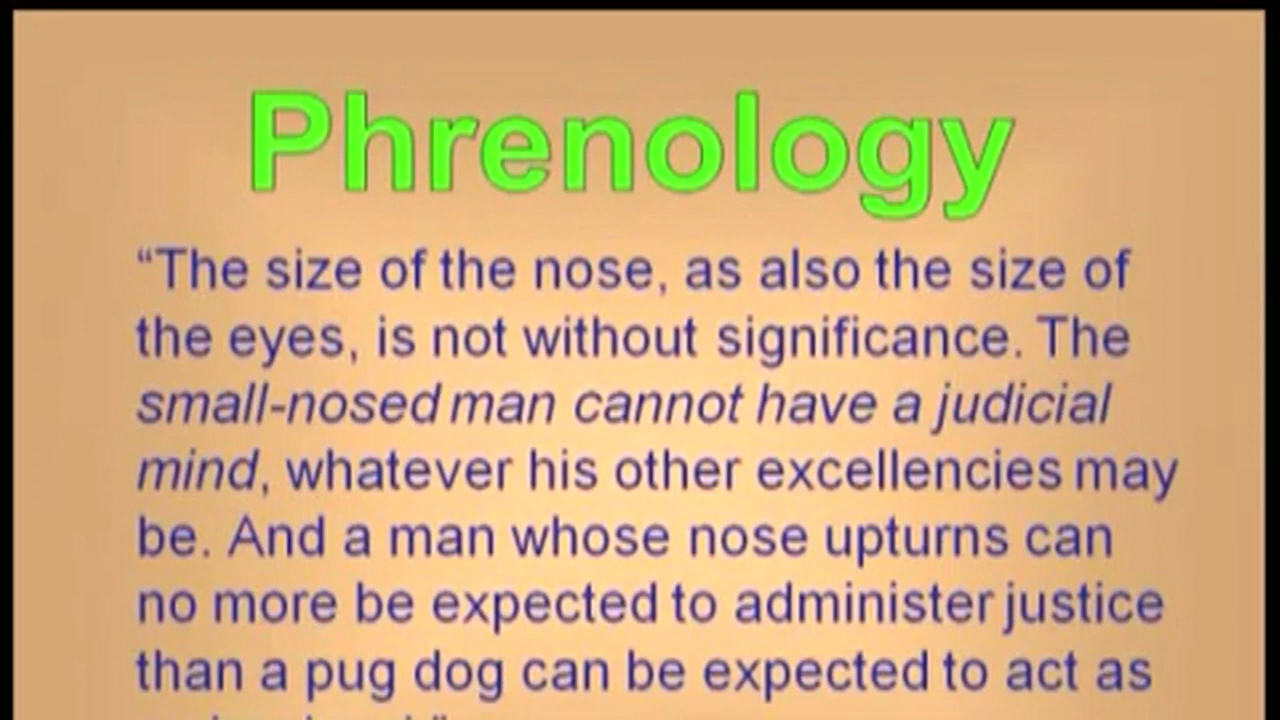 Phrenology
“The size of the nose, as also the size of
the eyes, is not without significance. The
small-nosed man cannot have a judicial
mind, whatever his other excellencies may
be. And a man whose nose upturns can
no more be expected to administer justice
than a pug dog can be expected to act as